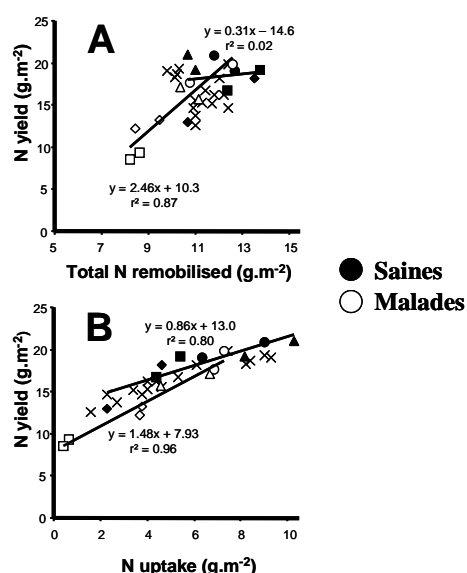 A
y = 0.31x – 14.6
r² = 0.02
y = 2.46x + 10.3
r² = 0.87
N yield (g.m⁻²)
25
20
15
10
5
0
5 7 9 11 13 15
Total N remobilised (g.m⁻²)
Saines
Malades
B
y = 0.86x + 13.0
r² = 0.80
y = 1.48x + 7.93
r² = 0.96
N yield (g.m⁻²)
25
20
15
10
5
0
0 2 4 6 8 10
N uptake (g.m⁻²)